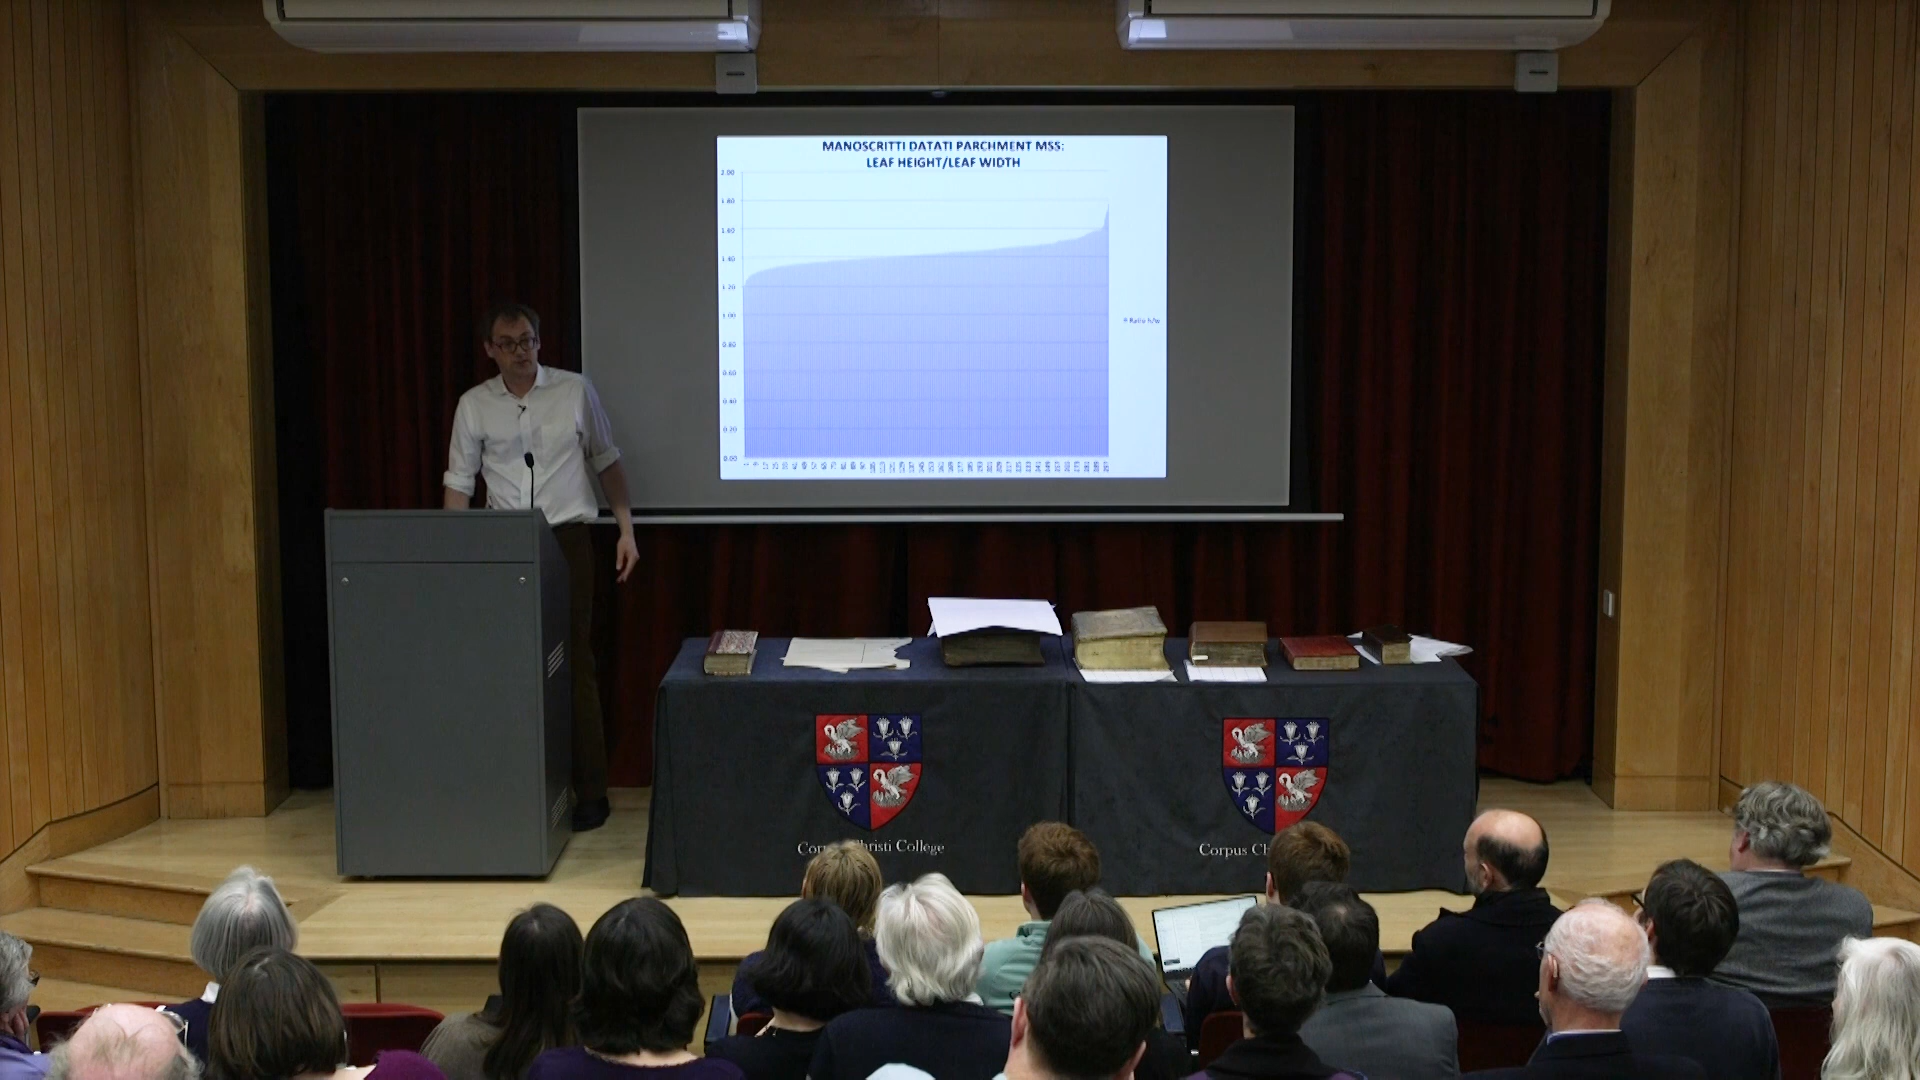 MANOSCRITTI DATATI PARCHMENT MSS:
LEAF HEIGHT/LEAF WIDTH
2.00
1.80
1.60
1.40
1.20
1.00
0.80
0.60
0.40
0.20
0.00
Ratio h/w
Corpus Christi College
Corpus Ch